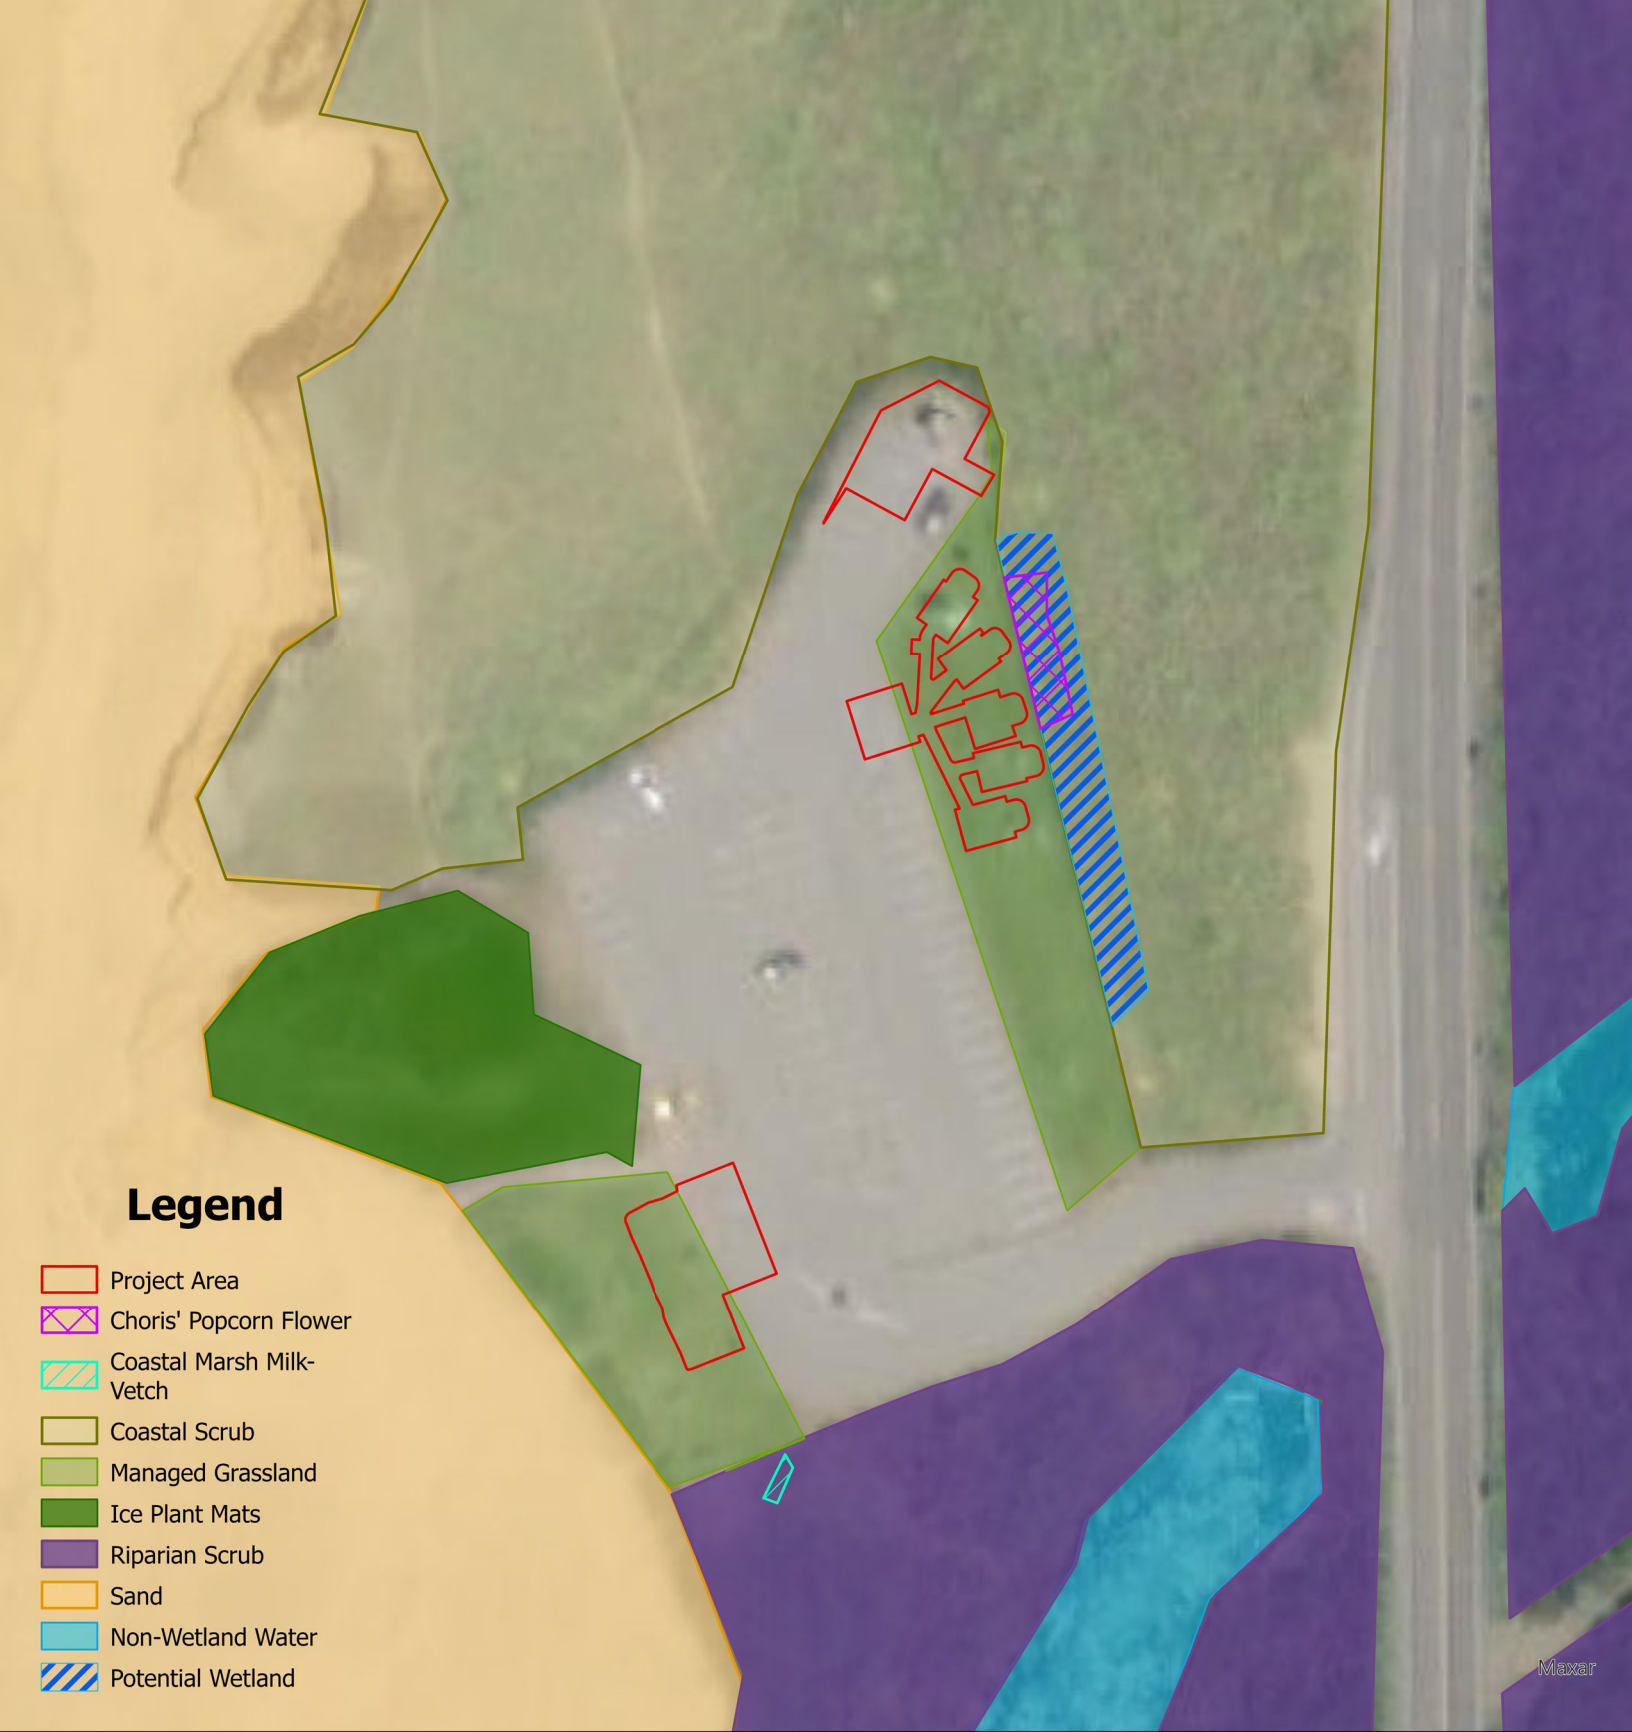 Legend
Project Area
Choris' Popcorn Flower
Coastal Marsh Milk-
Vetch
Coastal Scrub
Managed Grassland
Ice Plant Mats
Riparian Scrub
Sand
Non-Wetland Water
Potential Wetland
Maxar